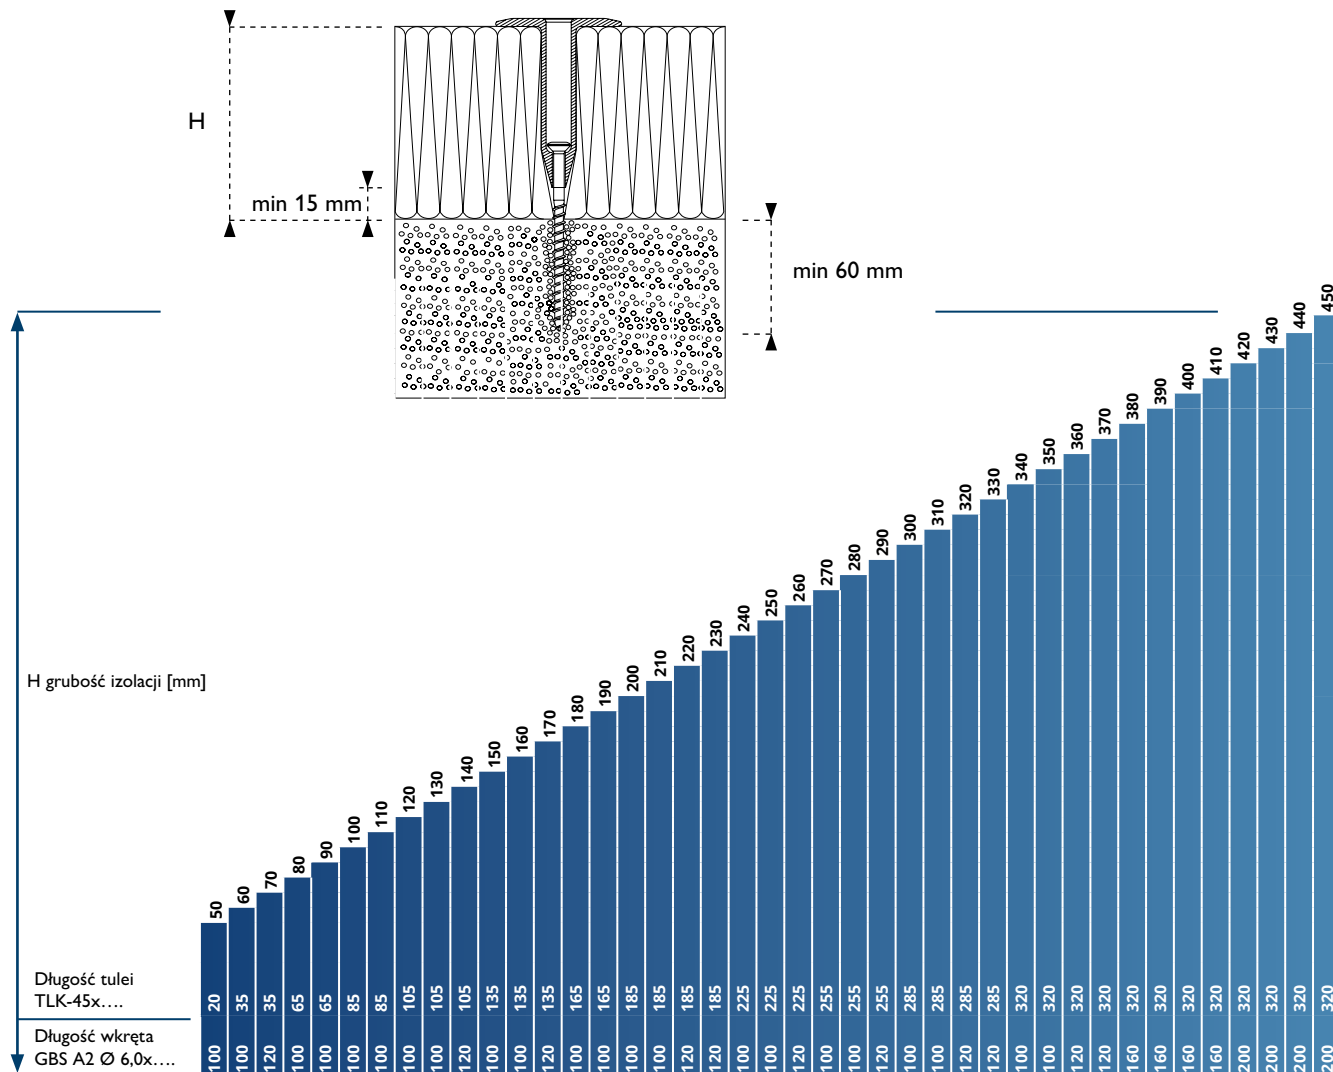 H
min 15 mm
min 60 mm
H grubość izolacji [mm]
50 60 70 80 90 100 110 120 130 140 150 160 170 180 190 200 210 220 230 240 250 260 270 280 290 300 310 320 330 340 350 360 370 380 390 400 410 420 430 440 450
Długość tulei
TLK-45x....
20 35 35 65 65 85 85 105 105 105 135 135 135 165 165 185 185 185 185 225 225 225 255 255 255 285 285 285 285 320 320 320 320 320 320 320 320 320 320 320 320
Długość wkręta
GBS A2 Ø 6,0x....
100 100 120 100 100 100 100 100 100 120 100 100 120 100 100 100 100 120 120 100 100 120 100 100 120 100 100 120 120 100 100 120 120 160 160 160 160 200 200 200 200